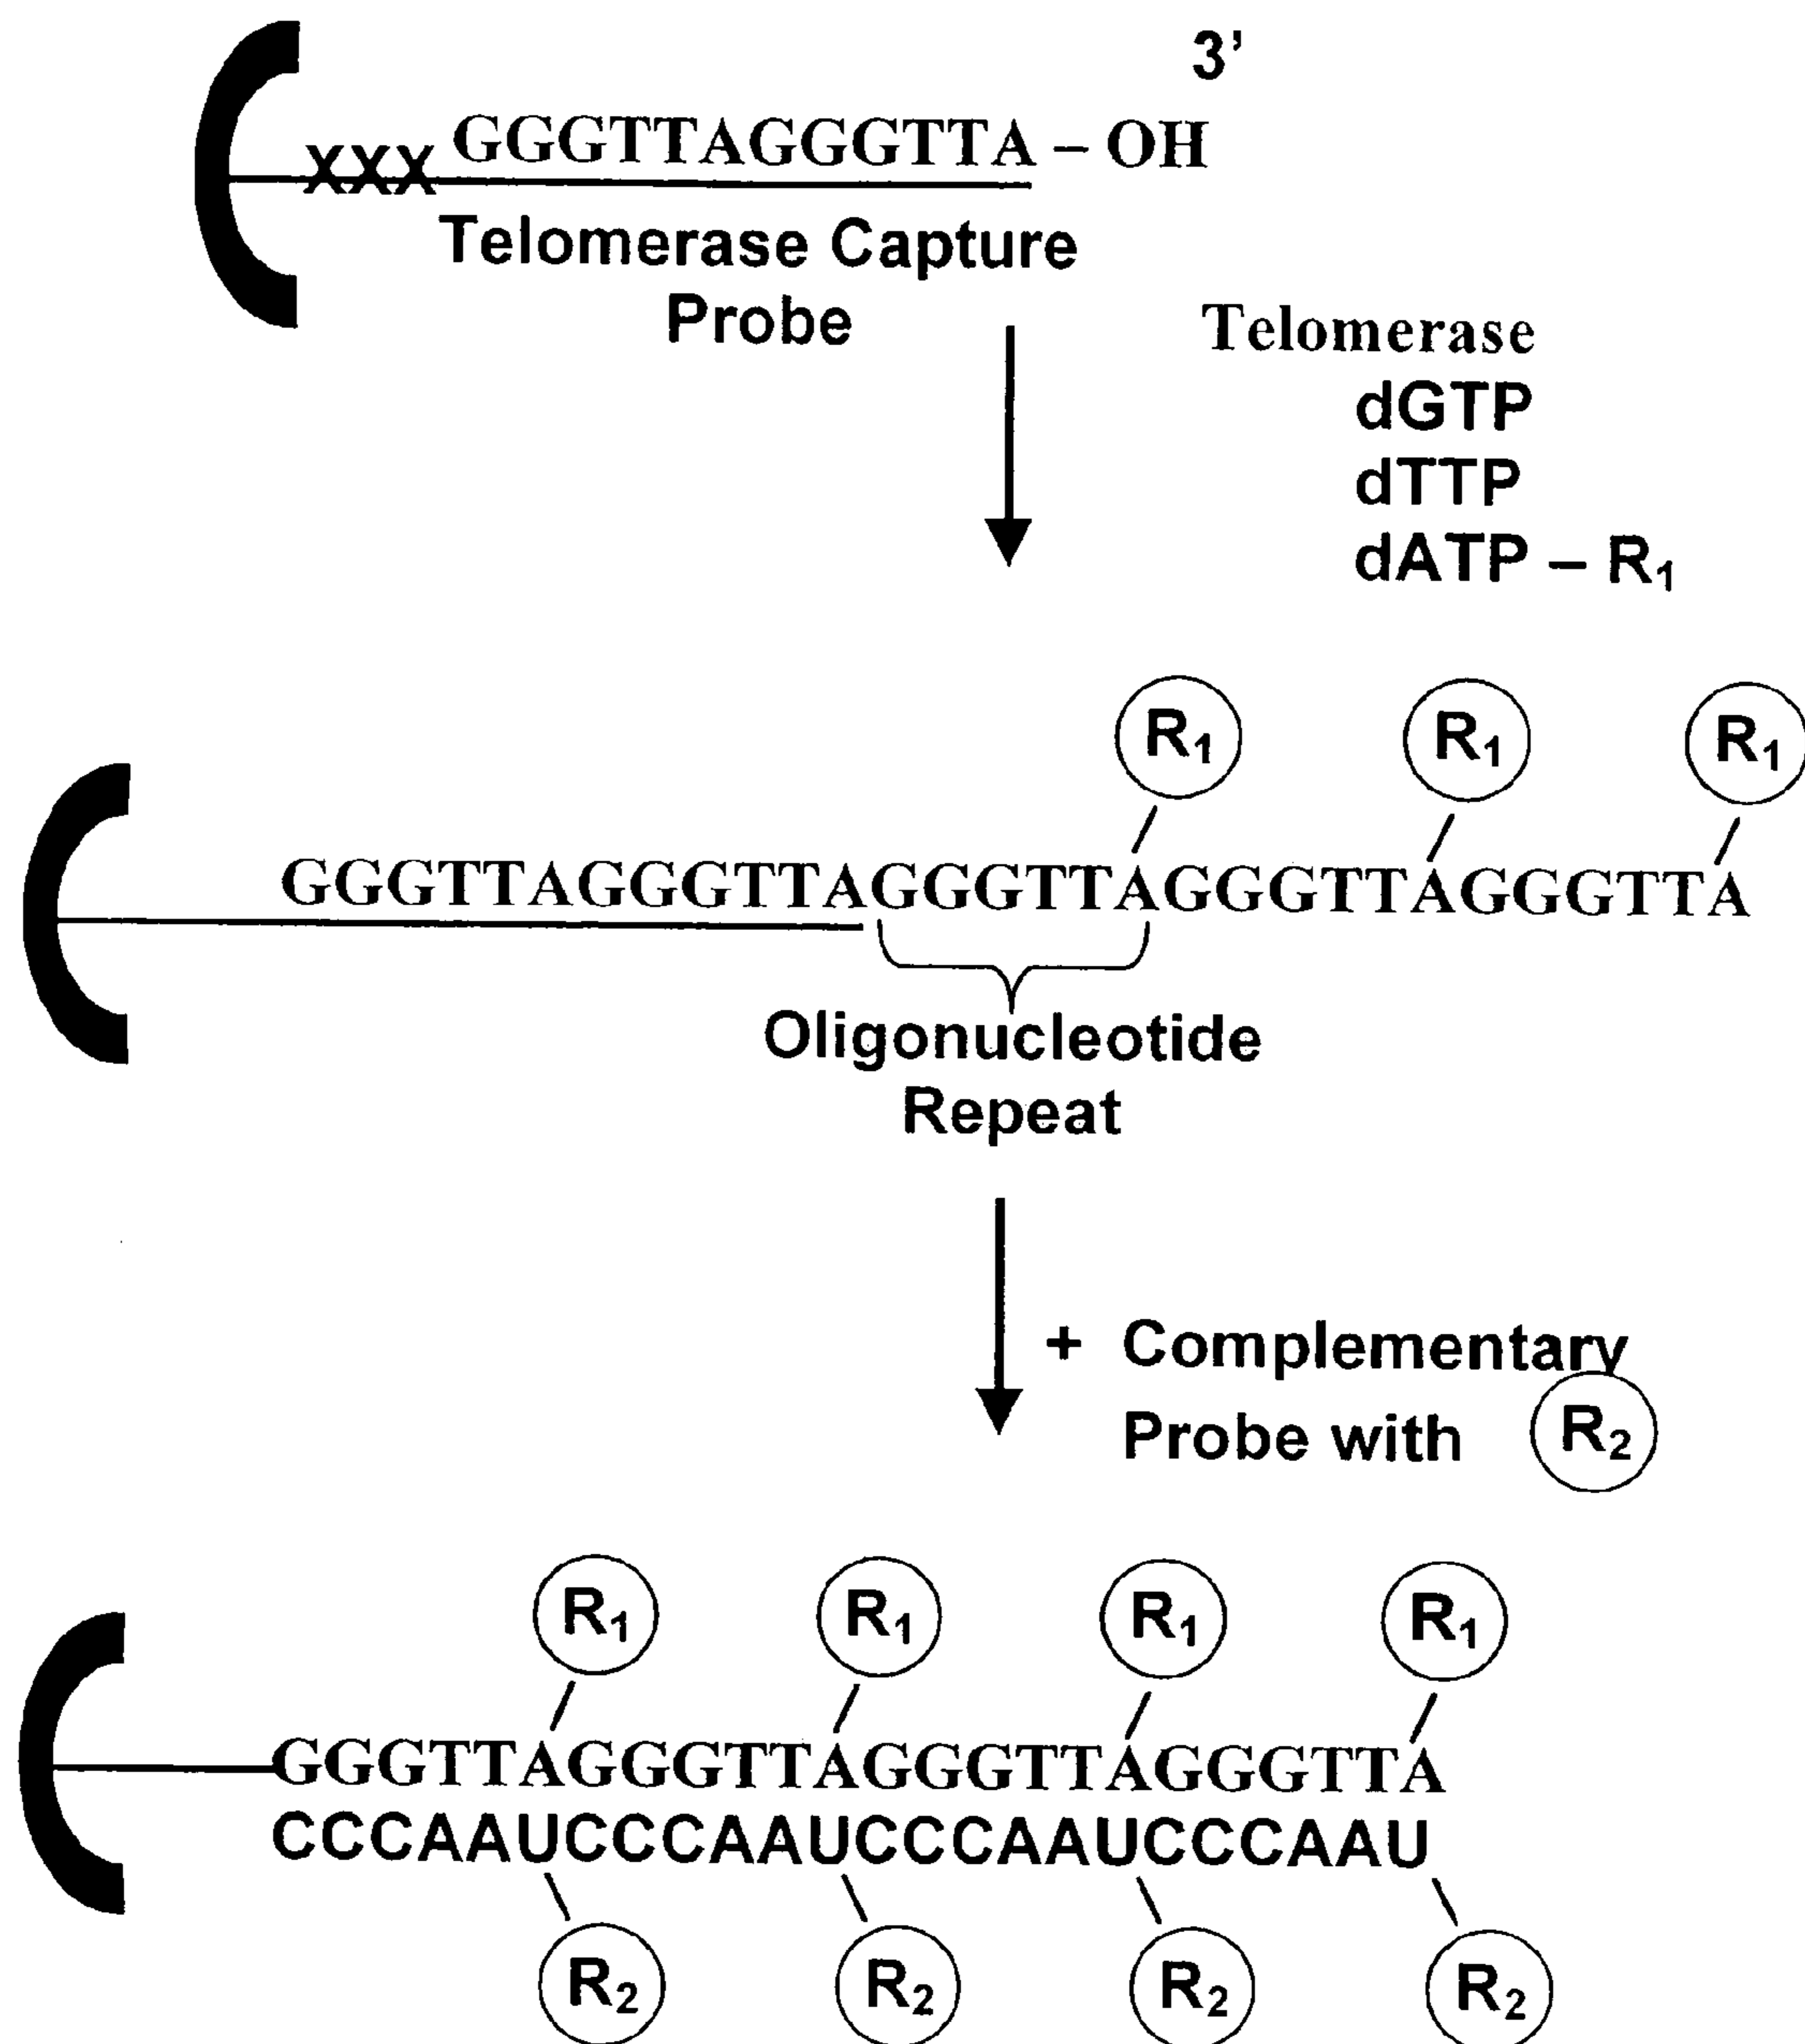 3'
XXX GGGTTAGGGTTA – OH
Telomerase Capture
Probe
Telomerase
dGTP
dTTP
dATP – R₁
R₁ R₁ R₁
GGGTTAGGGTTAGGGTTAGGGTTAGGGTTA
Oligonucleotide
Repeat
+ Complementary
Probe with R₂
R₁ R₁ R₁ R₁
GGGTTAGGGTTAGGGTTAGGGTTA
CCCAAUCCCAAUCCCAAUCCCAAU
R₂ R₂ R₂ R₂